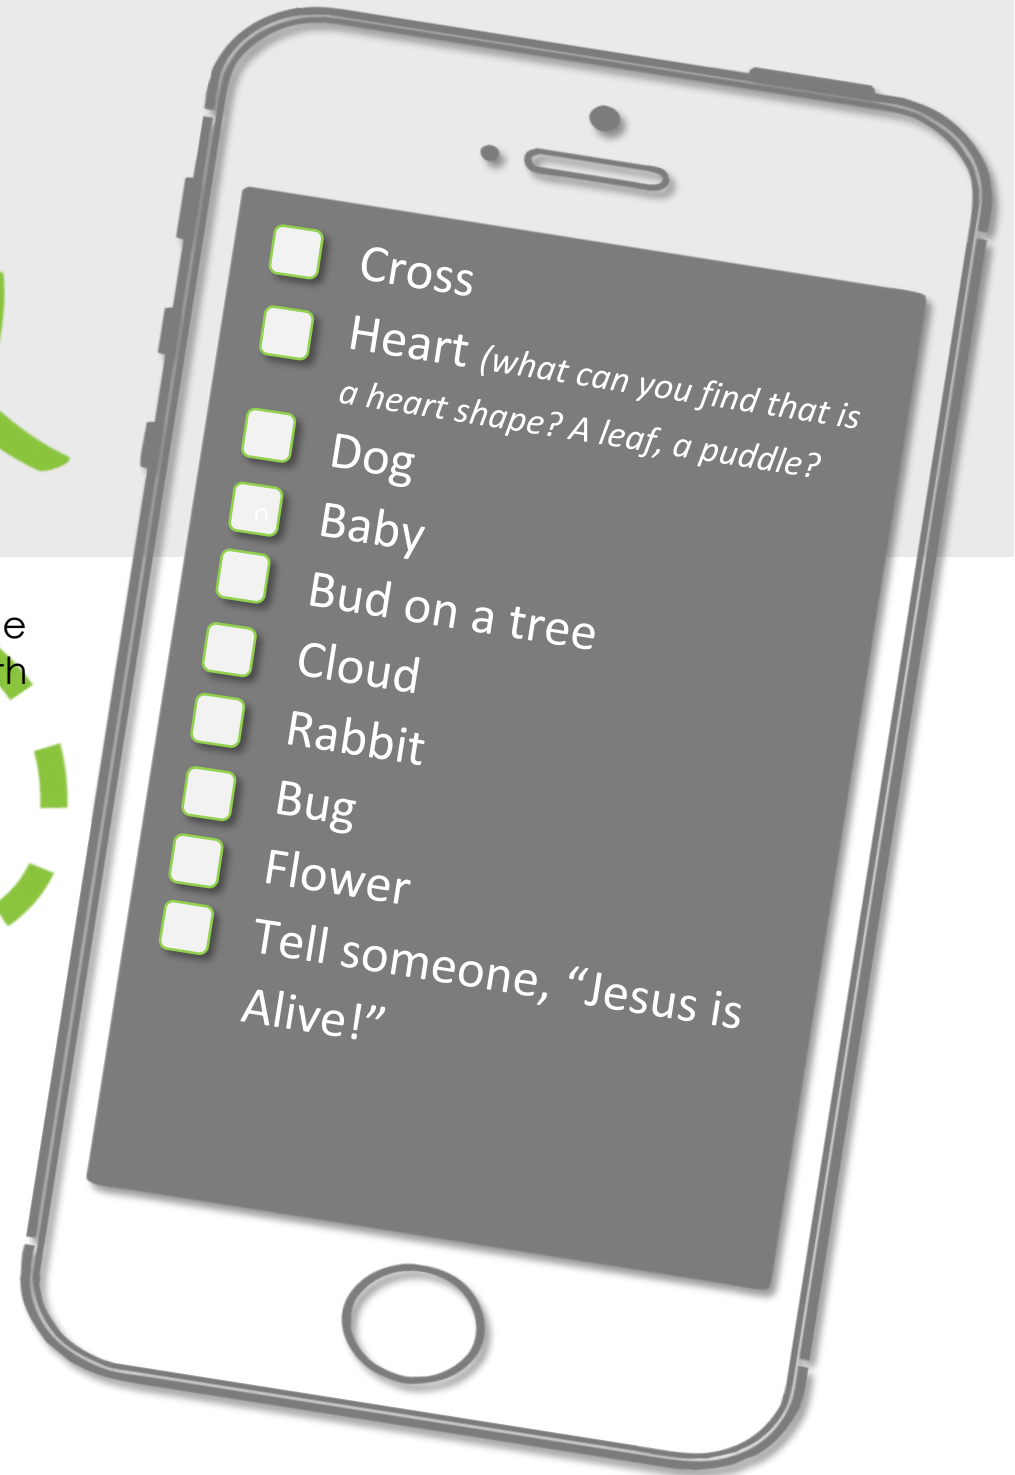 Cross
Heart (what can you find that is
a heart shape? A leaf, a puddle?
Dog
Baby
Bud on a tree
Cloud
Rabbit
Bug
Flower
Tell someone, “Jesus is
Alive!”
e
th